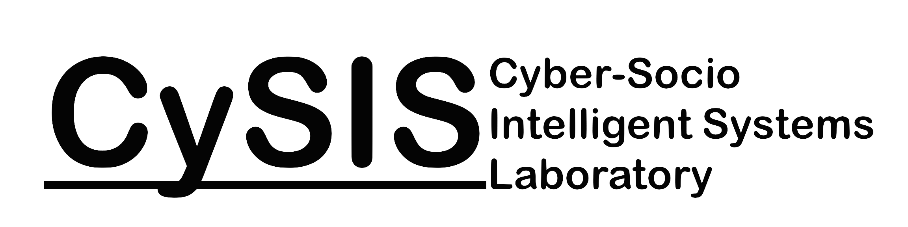 CySIS
Cyber-Socio
Intelligent Systems
Laboratory